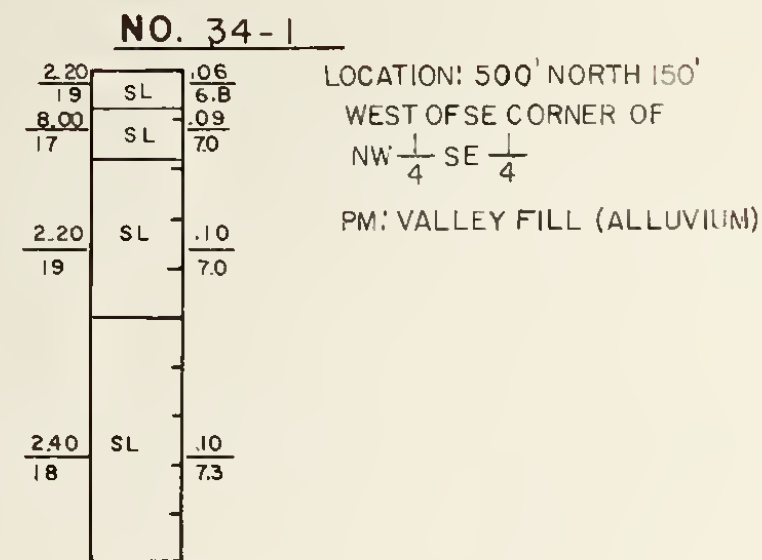 NO. 34-1
2.20
19
SL
.06
6.8
8.00
17
SL
.09
7.0
2.20
19
SL
.10
7.0
2.40
18
SL
.10
7.3
LOCATION: 500' NORTH 150'
WEST OF SE CORNER OF
NW 1/4 SE 1/4
PM: VALLEY FILL (ALLUVIUM)